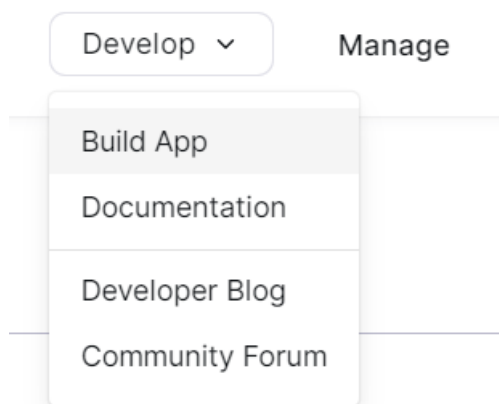 Develop
Manage
Build App
Documentation
Developer Blog
Community Forum